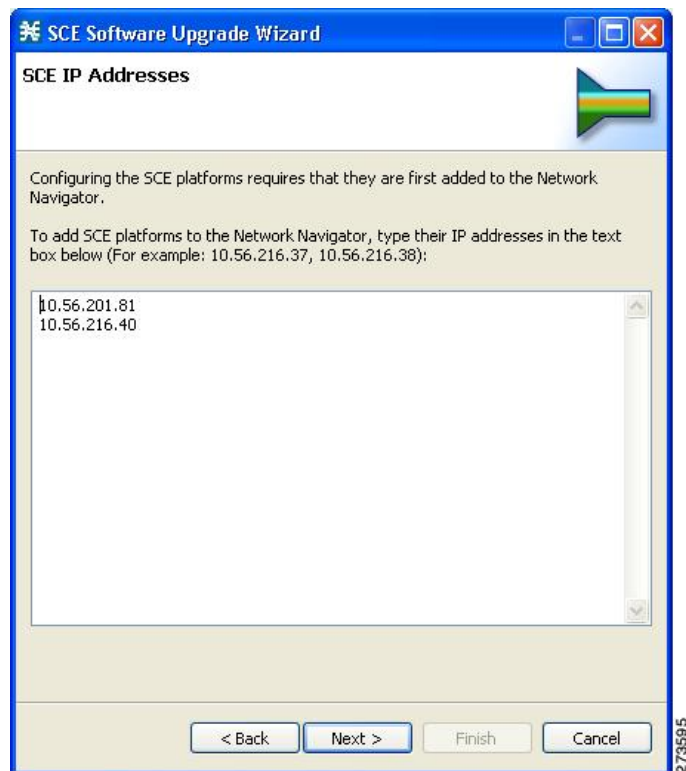 SCE Software Upgrade Wizard
SCE IP Addresses
Configuring the SCE platforms requires that they are first added to the Network
Navigator.
To add SCE platforms to the Network Navigator, type their IP addresses in the text
box below (For example: 10.56.216.37, 10.56.216.38):
10.56.201.81
10.56.216.40
< Back
Next >
Finish
Cancel
273595